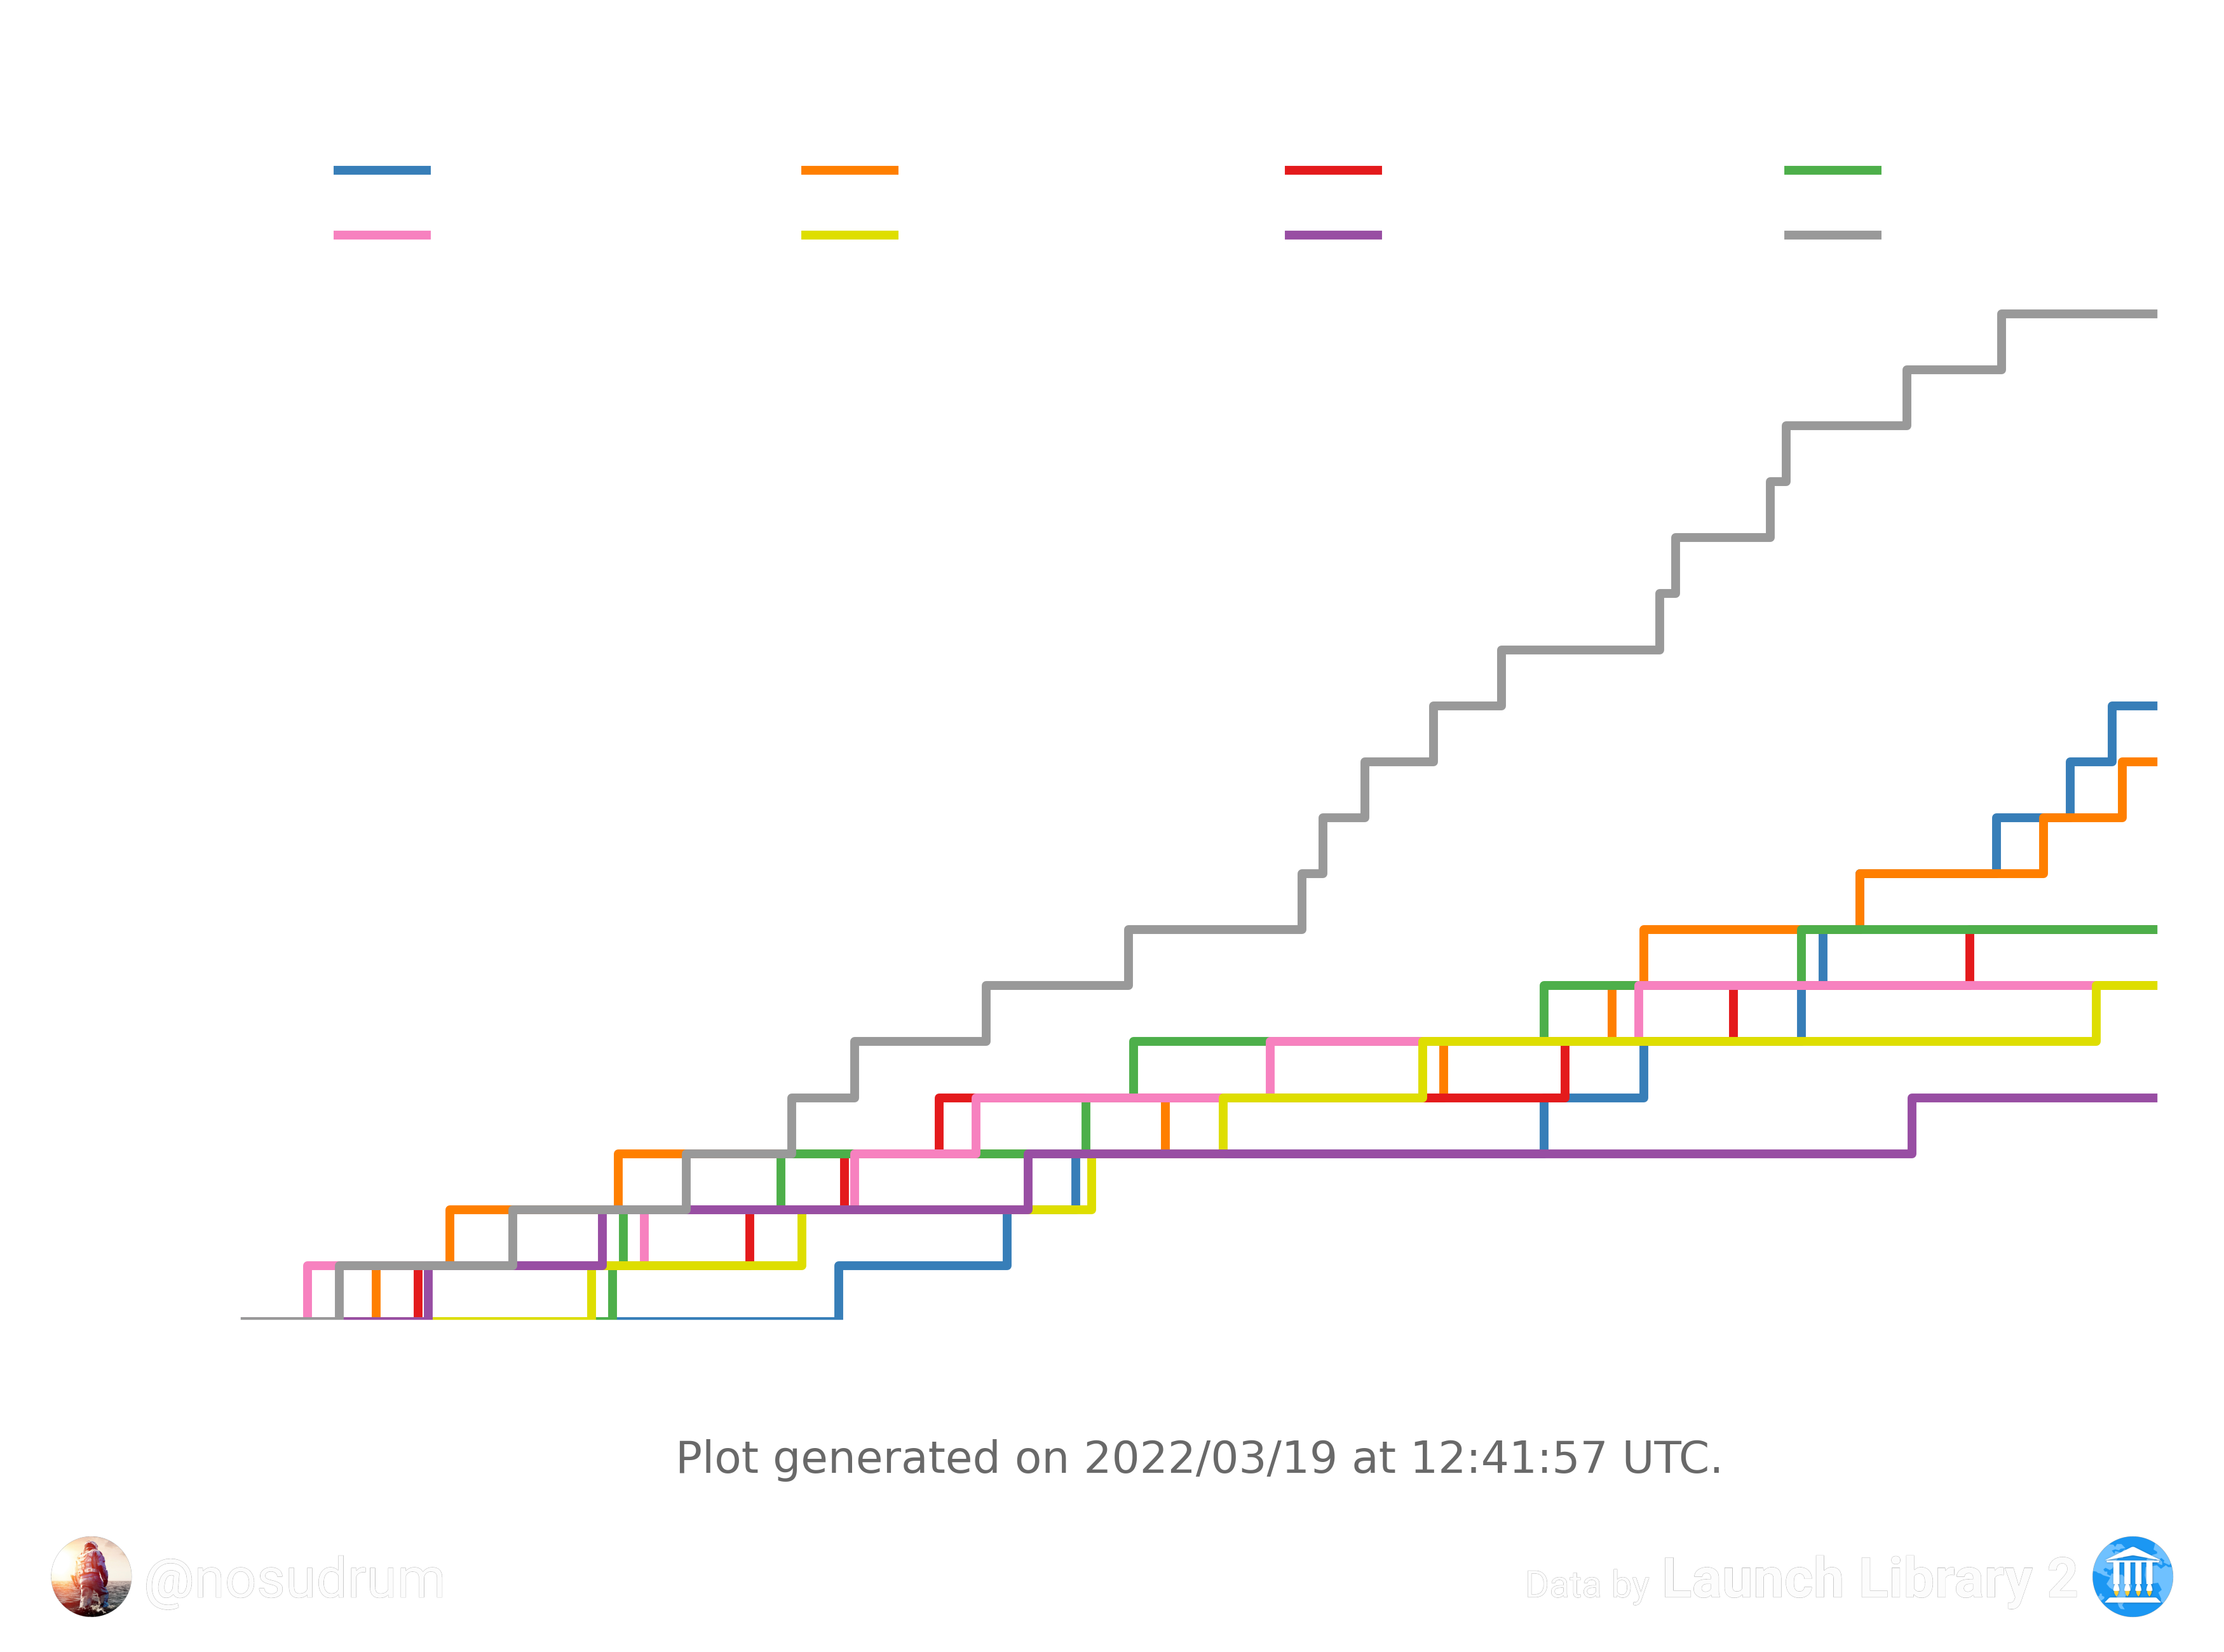 Plot generated on 2022/03/19 at 12:41:57 UTC.
@nosudrum
Data by Launch Library 2